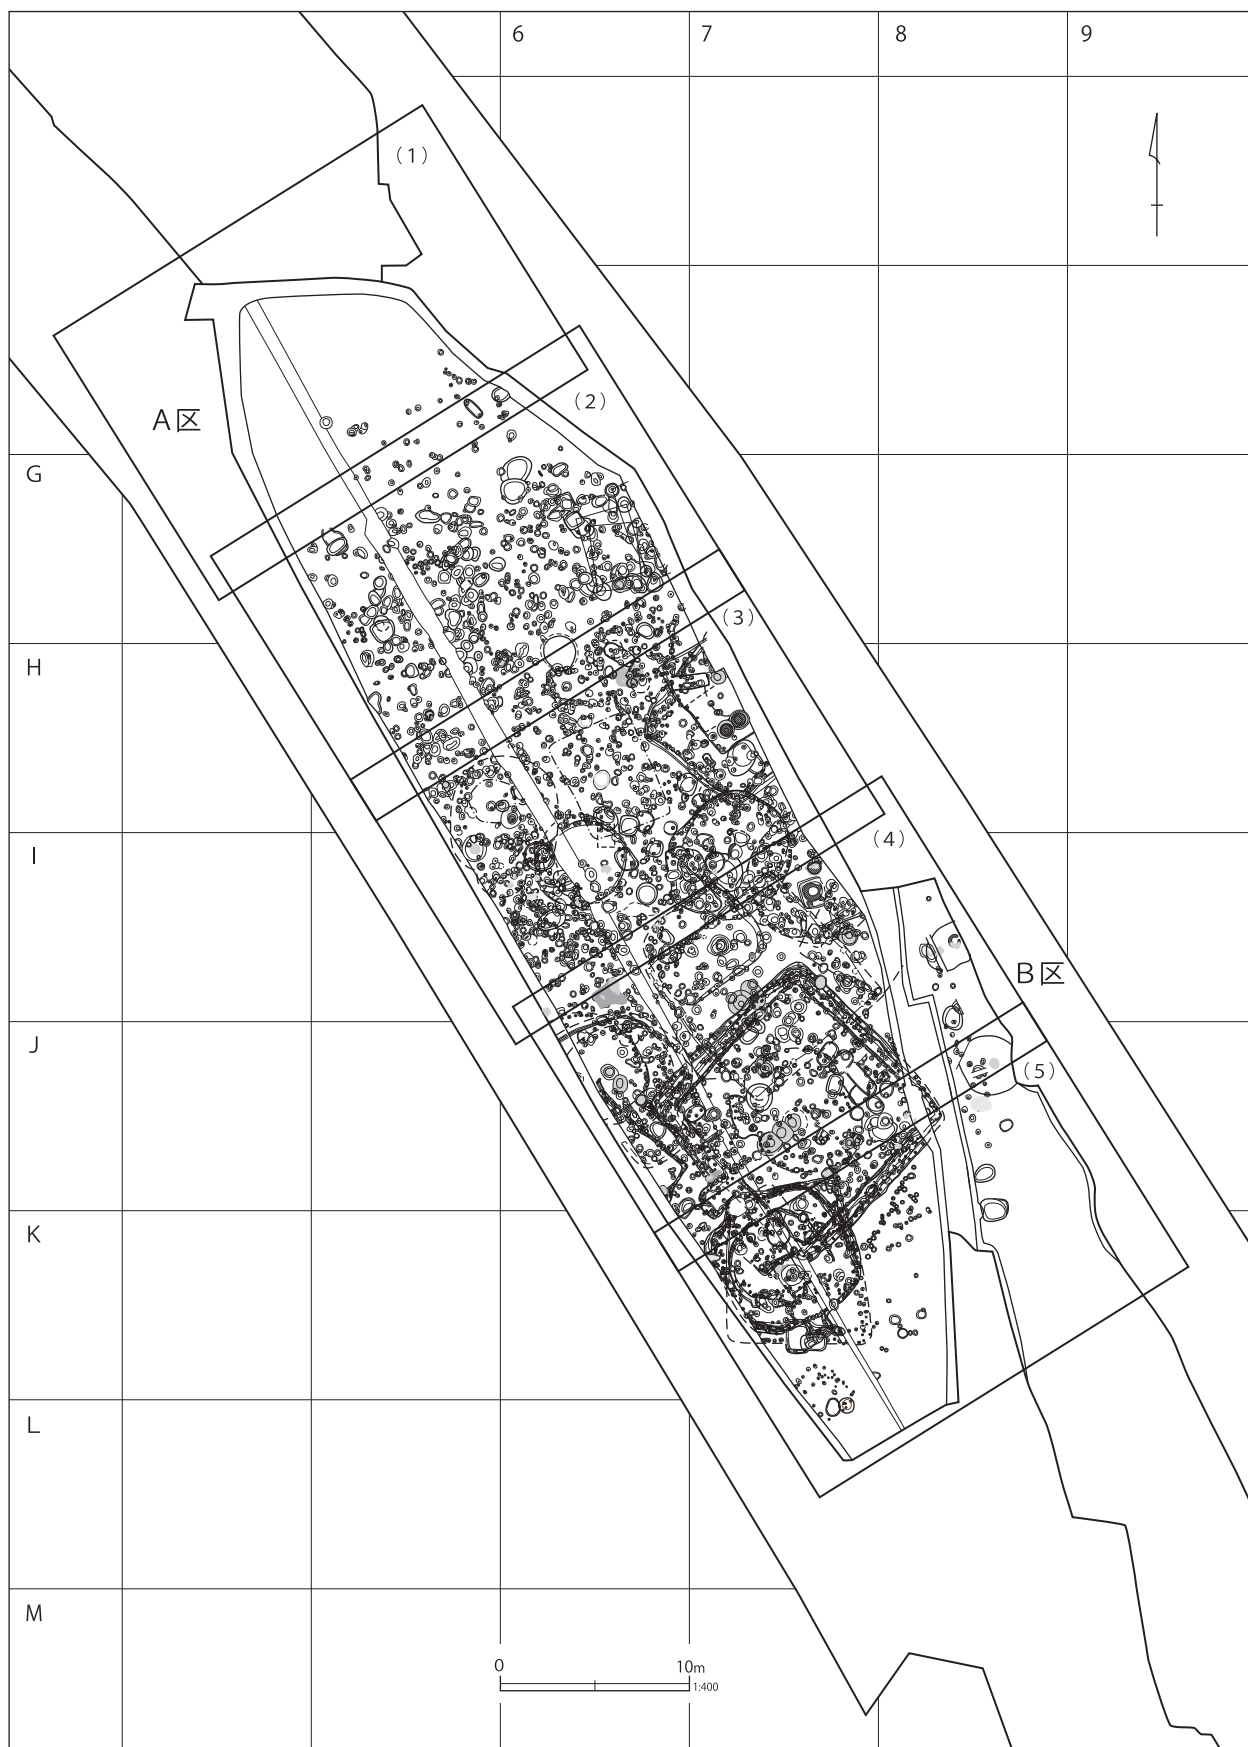 6 7 8 9
（1）
（2）
A区
G
（3）
H
（4）
I
B区
J
（5）
K
L
M
0 10m
1:400